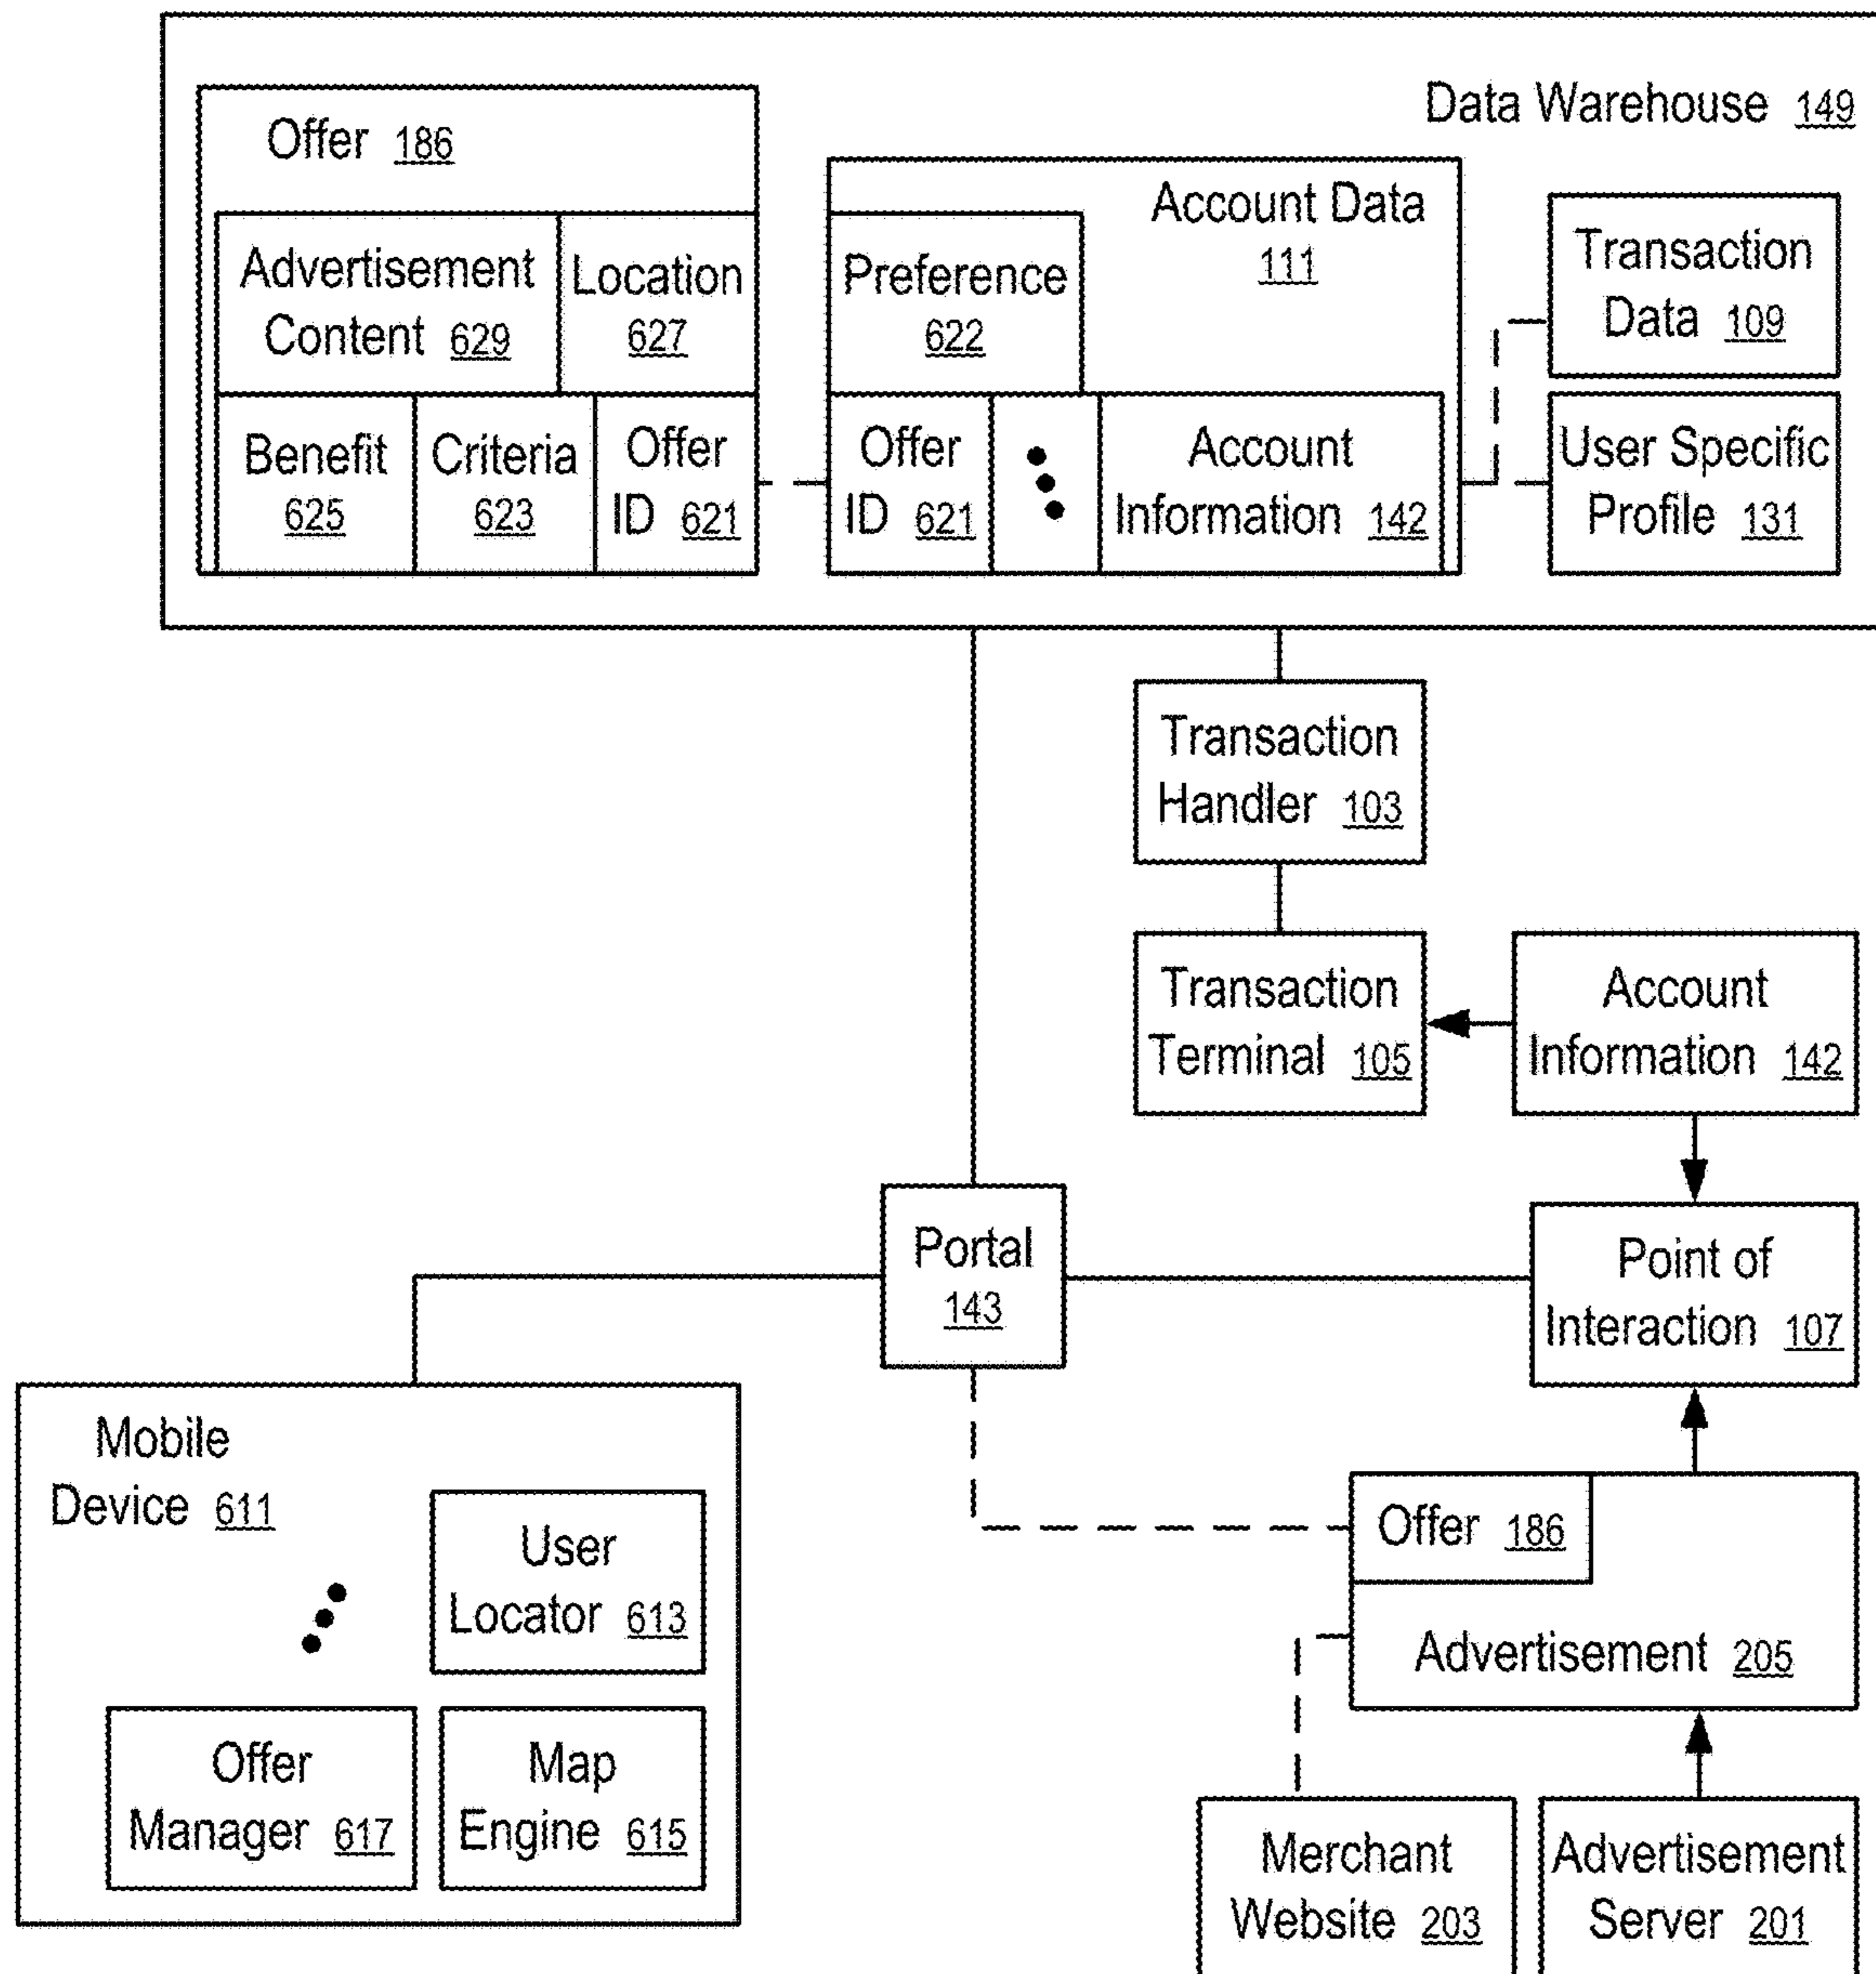 Data Warehouse 149
Offer 186
Advertisement
Content 629
Location
627
Benefit
625
Criteria
623
Offer
ID 621
Account Data
111
Preference
622
Offer
ID 621
Account
Information 142
Transaction
Data 109
User Specific
Profile 131
Transaction
Handler 103
Transaction
Terminal 105
Account
Information 142
Portal
143
Point of
Interaction 107
Mobile
Device 611
User
Locator 613
Offer
Manager 617
Map
Engine 615
Offer 186
Advertisement 205
Merchant
Website 203
Advertisement
Server 201